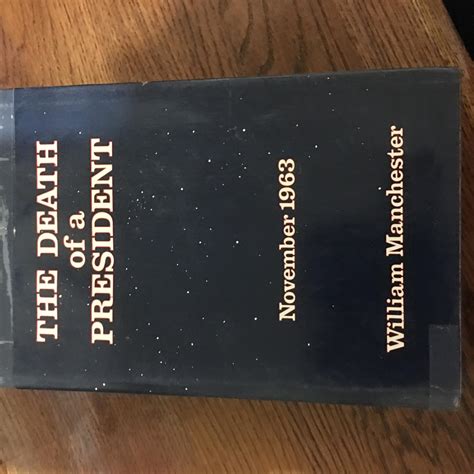 THE DEATH
of a
PRESIDENT
November 1963
William Manchester